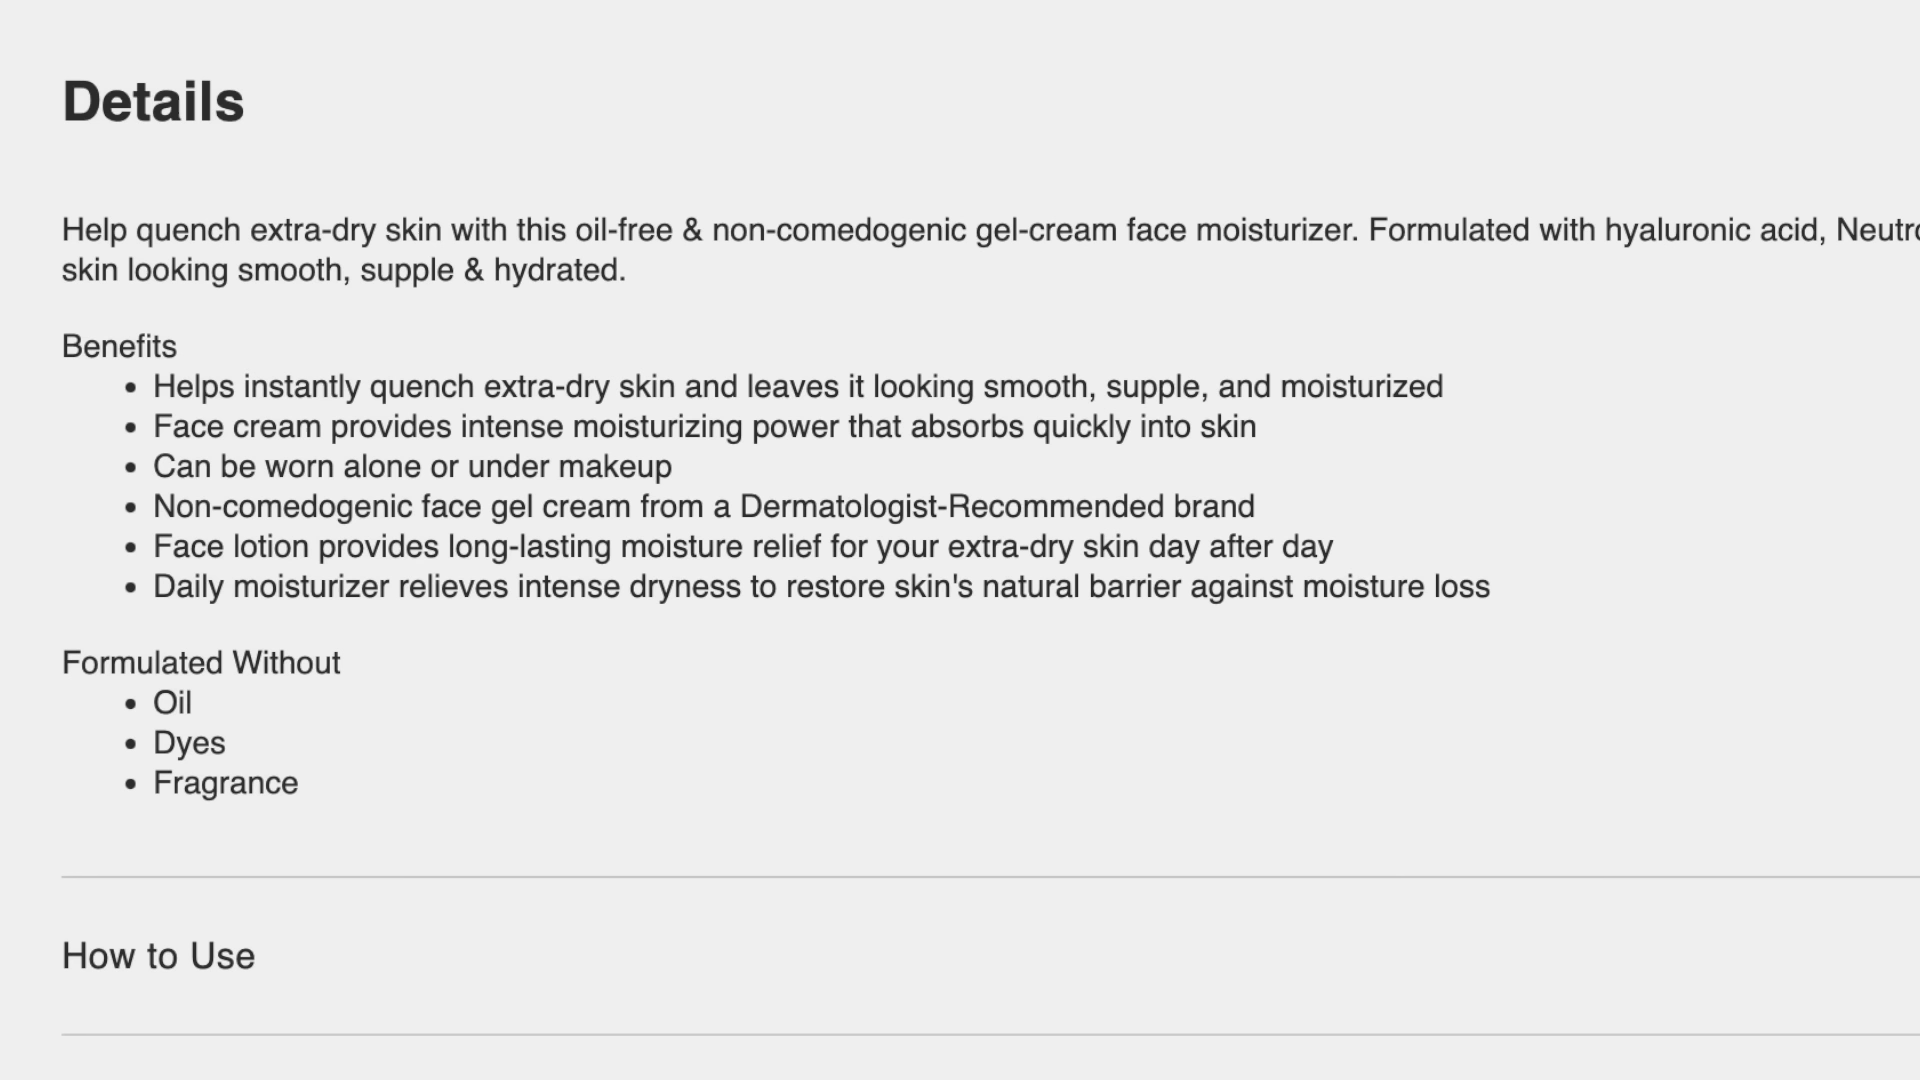 Details
Help quench extra-dry skin with this oil-free & non-comedogenic gel-cream face moisturizer. Formulated with hyaluronic acid,
skin looking smooth, supple & hydrated.
Benefits
• Helps instantly quench extra-dry skin and leaves it looking smooth, supple, and moisturized
• Face cream provides intense moisturizing power that absorbs quickly into skin
• Can be worn alone or under makeup
• Non-comedogenic face gel cream from a Dermatologist-Recommended brand
• Face lotion provides long-lasting moisture relief for your extra-dry skin day after day
• Daily moisturizer relieves intense dryness to restore skin's natural barrier against moisture loss
Formulated Without
• Oil
• Dyes
• Fragrance
How to Use